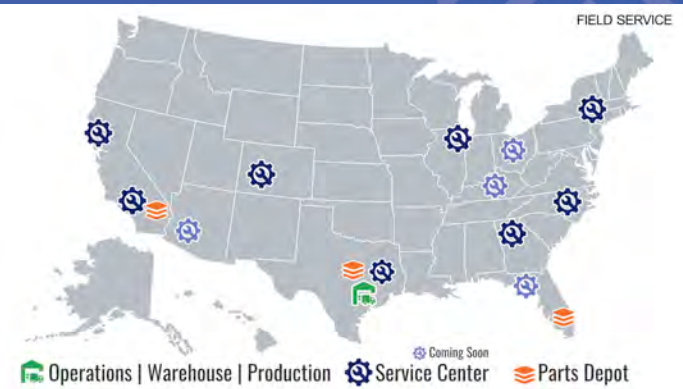 FIELD SERVICE
Coming Soon
Operations | Warehouse | Production Service Center Parts Depot